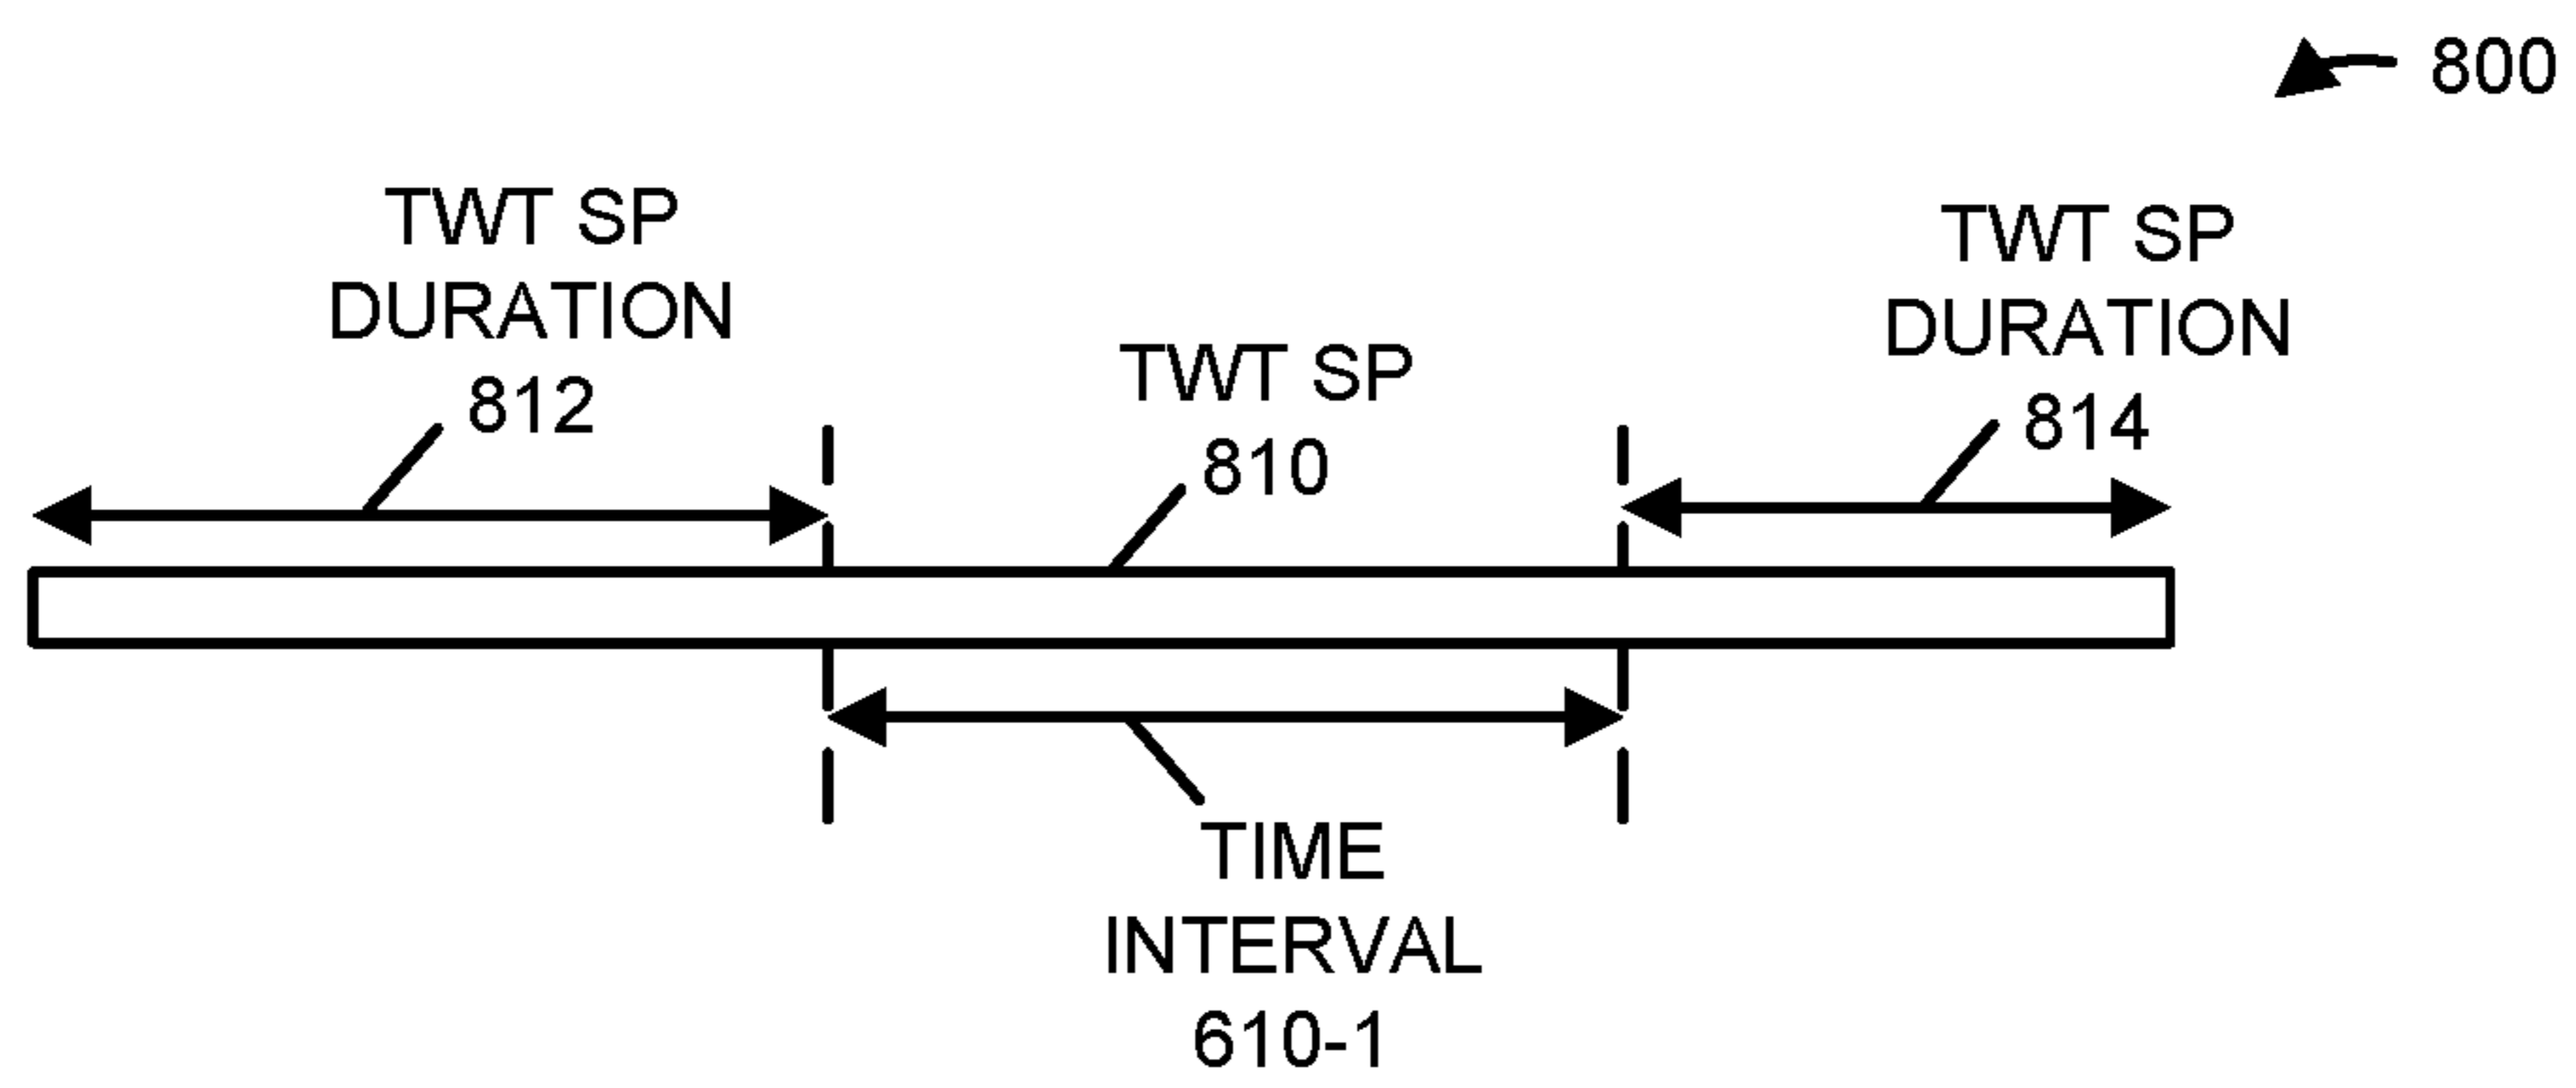 800
TWT SP
DURATION
812
TWT SP
810
TWT SP
DURATION
814
TIME
INTERVAL
610-1